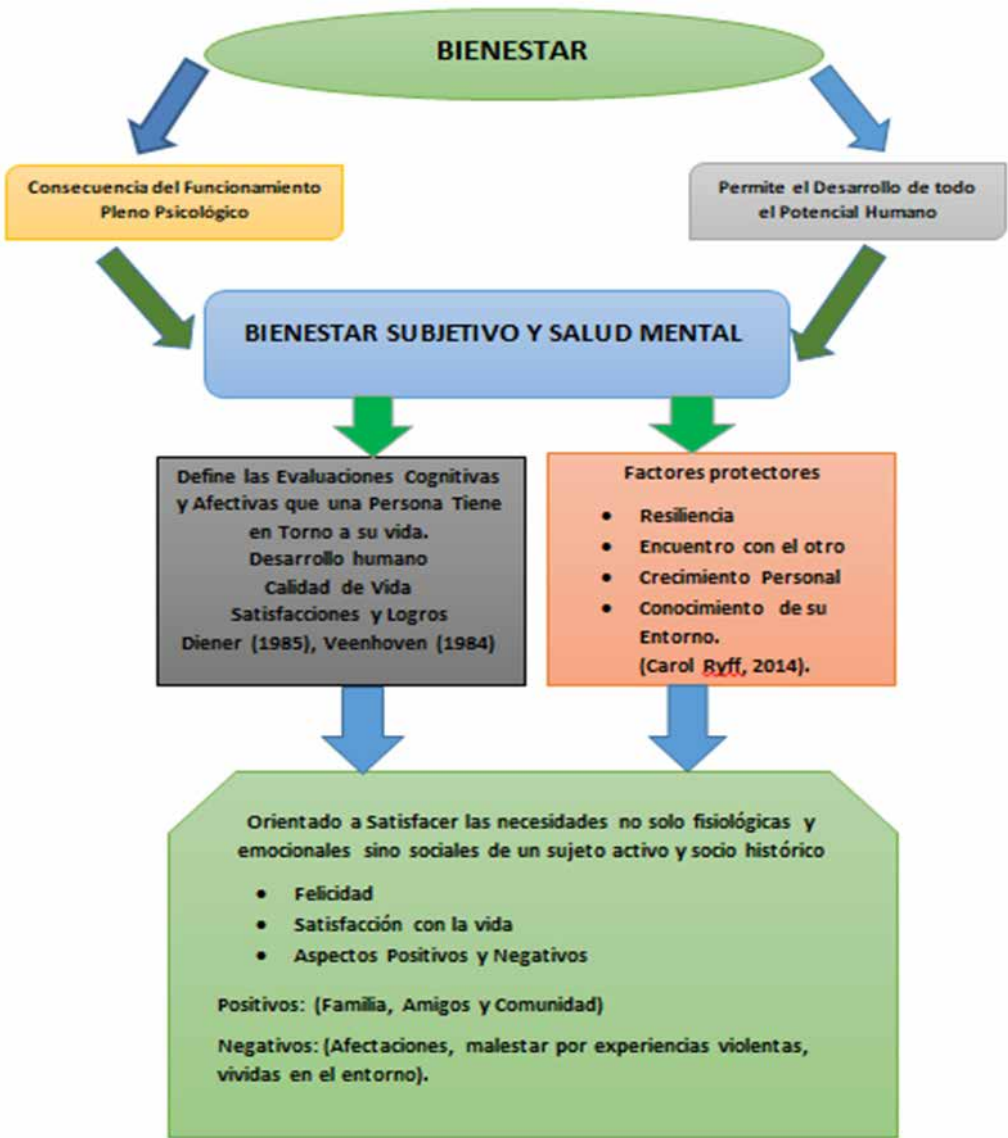 BIENESTAR
Consecuencia del Funcionamiento
Pleno Psicológico
Permite el Desarrollo de todo
el Potencial Humano
BIENESTAR SUBJETIVO Y SALUD MENTAL
Define las Evaluaciones Cognitivas
y Afectivas que una Persona Tiene
en Torno a su vida.
Desarrollo humano
Calidad de Vida
Satisfacciones y Logros
Diener (1985), Veenhoven (1984)
Factores protectores
• Resiliencia
• Encuentro con el otro
• Crecimiento Personal
• Conocimiento de su
Entorno.
(Carol Ryff, 2014).
Orientado a Satisfacer las necesidades no solo fisiológicas y
emocionales sino sociales de un sujeto activo y socio histórico
• Felicidad
• Satisfacción con la vida
• Aspectos Positivos y Negativos
Positivos: (Familia, Amigos y Comunidad)
Negativos: (Afectaciones, malestar por experiencias violentas,
vividas en el entorno).